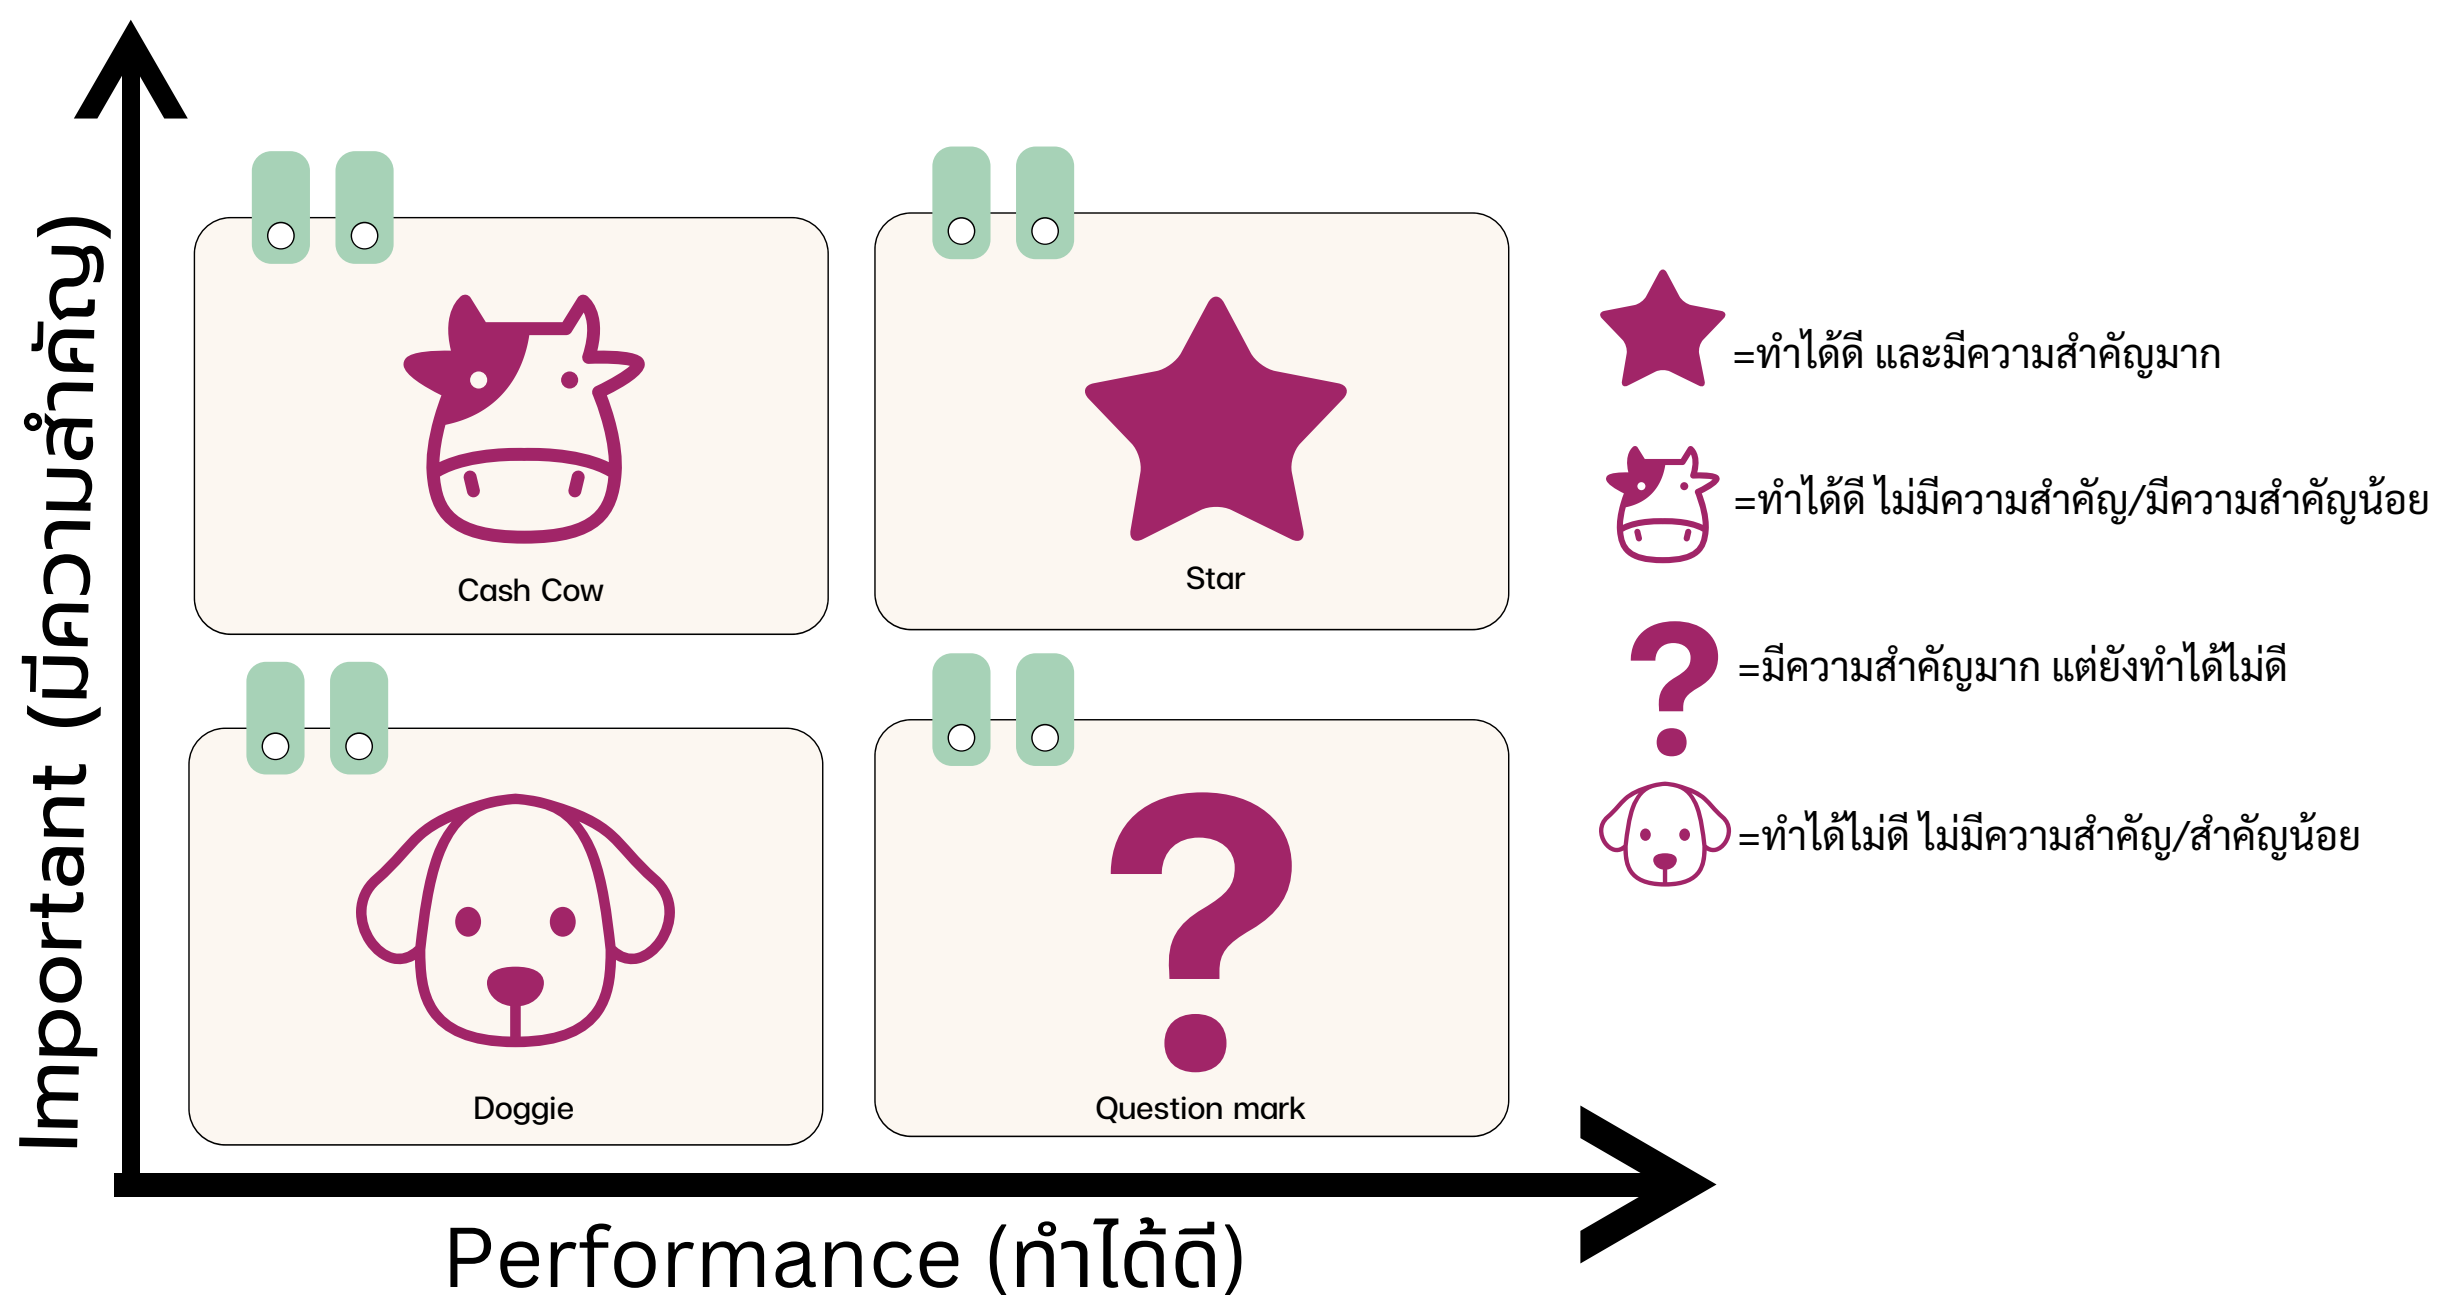 Important (มีความสำคัญ)
Cash Cow
Star
Doggie
Question mark
Performance (ทำได้ดี)
=ทำได้ดี และมีความสำคัญมาก
=ทำได้ดี ไม่มีความสำคัญ/มีความสำคัญน้อย
=มีความสำคัญมาก แต่ยังทำได้ไม่ดี
=ทำได้ไม่ดี ไม่มีความสำคัญ/สำคัญน้อย